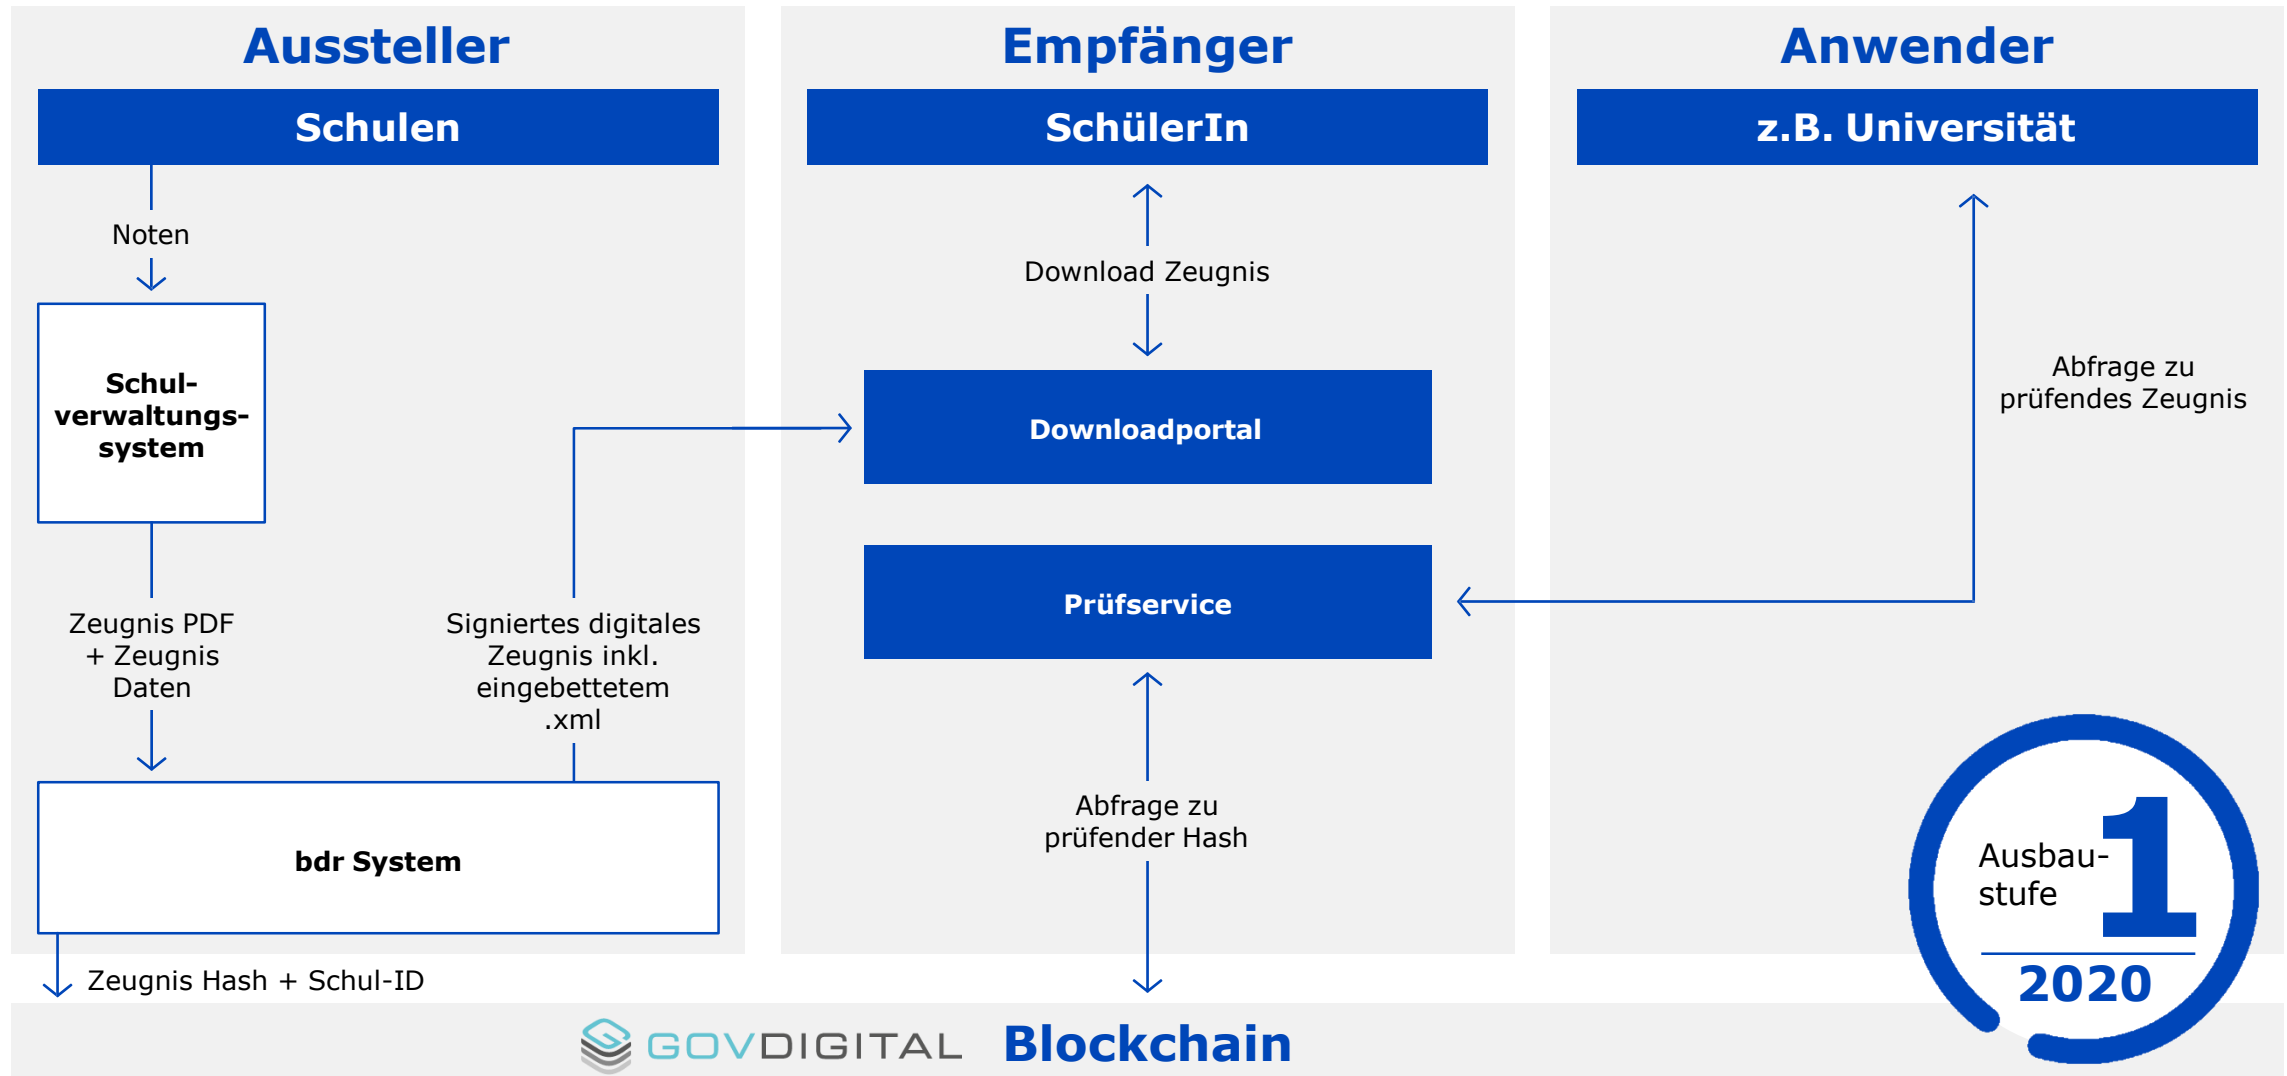 Aussteller
Schulen
Noten
Schul-
verwaltungs-
system
Zeugnis PDF
+ Zeugnis
Daten
Signiertes digitales
Zeugnis inkl.
eingebettetem
.xml
bdr System
Zeugnis Hash + Schul-ID
Empfänger
SchülerIn
Download Zeugnis
Downloadportal
Prüfservice
Abfrage zu
prüfender Hash
Anwender
z.B. Universität
Abfrage zu
prüfendes Zeugnis
Ausbau-
stufe
1
2020
GOVDIGITAL Blockchain